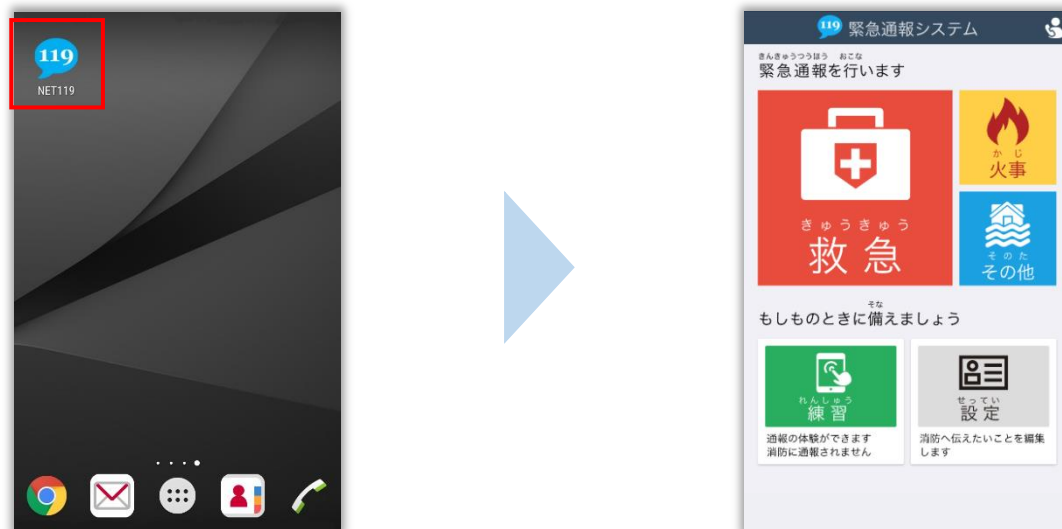 119
NET119
119 緊急通報システム
きんきゅうつうほう おこな
緊急通報を行います
きゅうきゅう
救急
かじ
火事
そのた
その他
そな
もしものときに備えましょう
れんしゅう
練習
通報の体験ができます
消防に通報されません
せってい
設定
消防へ伝えたいことを編集
します